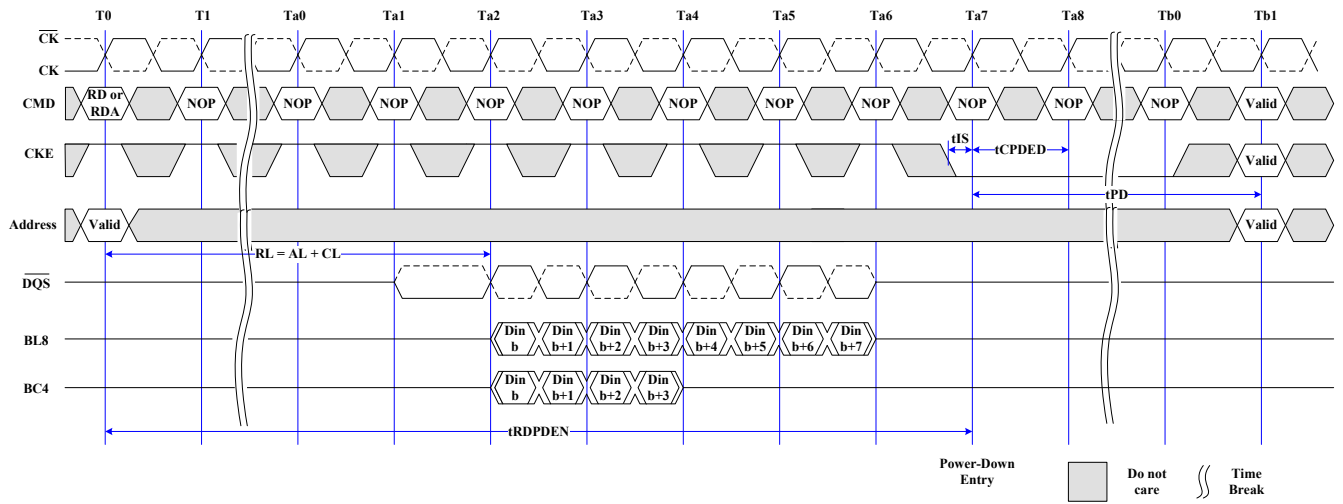 T0 T1 Ta0 Ta1 Ta2 Ta3 Ta4 Ta5 Ta6 Ta7 Ta8 Tb0 Tb1
CK
CK
CMD RD or RDA NOP NOP NOP NOP NOP NOP NOP NOP NOP NOP NOP Valid
tIS
CKE tCPDED Valid
tPD
Address Valid Valid
RL = AL + CL
DQS
BL8 Din b Din b+1 Din b+2 Din b+3 Din b+4 Din b+5 Din b+6 Din b+7
BC4 Din b Din b+1 Din b+2 Din b+3
tRDPDEN
Power-Down Entry
Do not care
Time Break